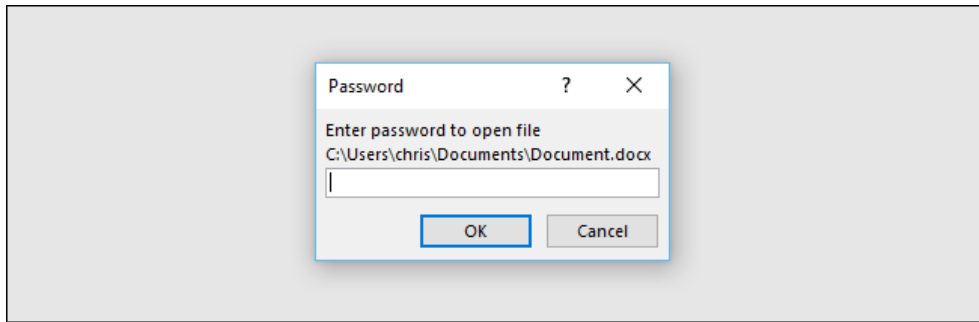 Password ?
Enter password to open file
C:\Users\chris\Documents\Document.docx
OK Cancel